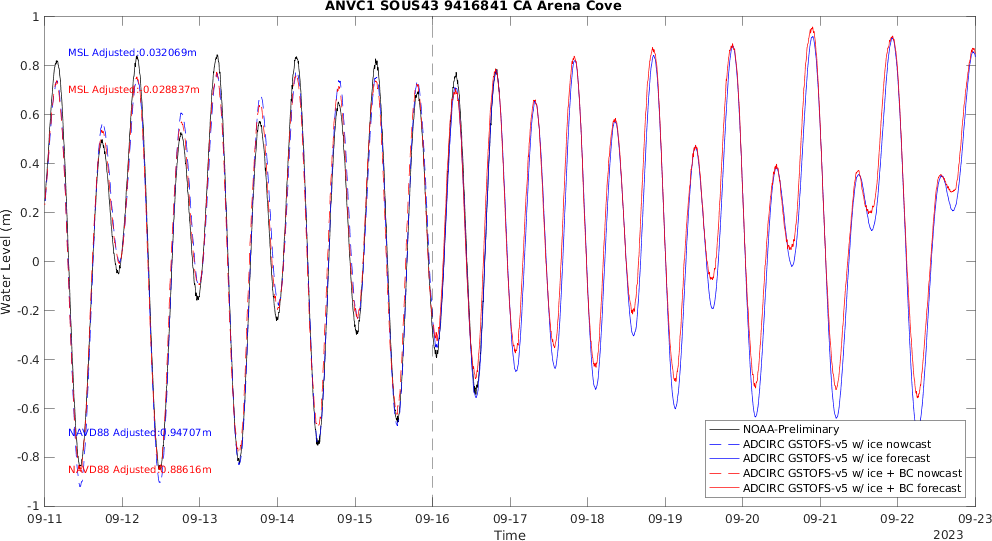 ANVC1 SOUS43 9416841 CA Arena Cove
1
0.8
0.6
0.4
0.2
0
-0.2
-0.4
-0.6
-0.8
-1
Water Level (m)
MSL Adjusted:0.032069m
MSL Adjusted:-0.028837m
NAVD88 Adjusted:0.94707m
NAVD88 Adjusted:0.88616m
NOAA-Preliminary
ADCIRC GSTOFS-v5 w/ ice nowcast
ADCIRC GSTOFS-v5 w/ ice forecast
ADCIRC GSTOFS-v5 w/ ice + BC nowcast
ADCIRC GSTOFS-v5 w/ ice + BC forecast
09-11 09-12 09-13 09-14 09-15 09-16 09-17 09-18 09-19 09-20 09-21 09-22 09-23
Time
2023